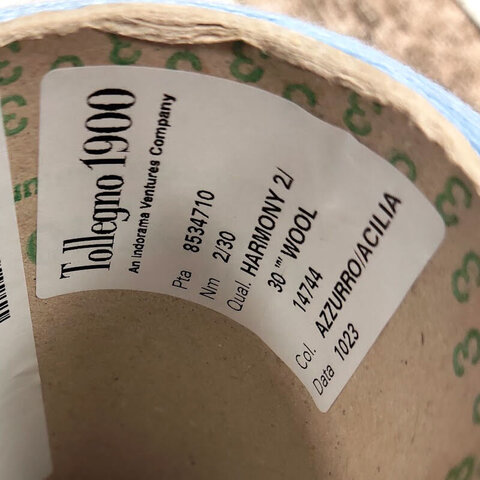 Tollegno 1900
An Indorama Ventures Company
Pta 8534710
Nm 2/30
Qual. HARMONY 2/
30 "" WOOL
14744
Col. AZZURRO/ACILIA
Data 1023